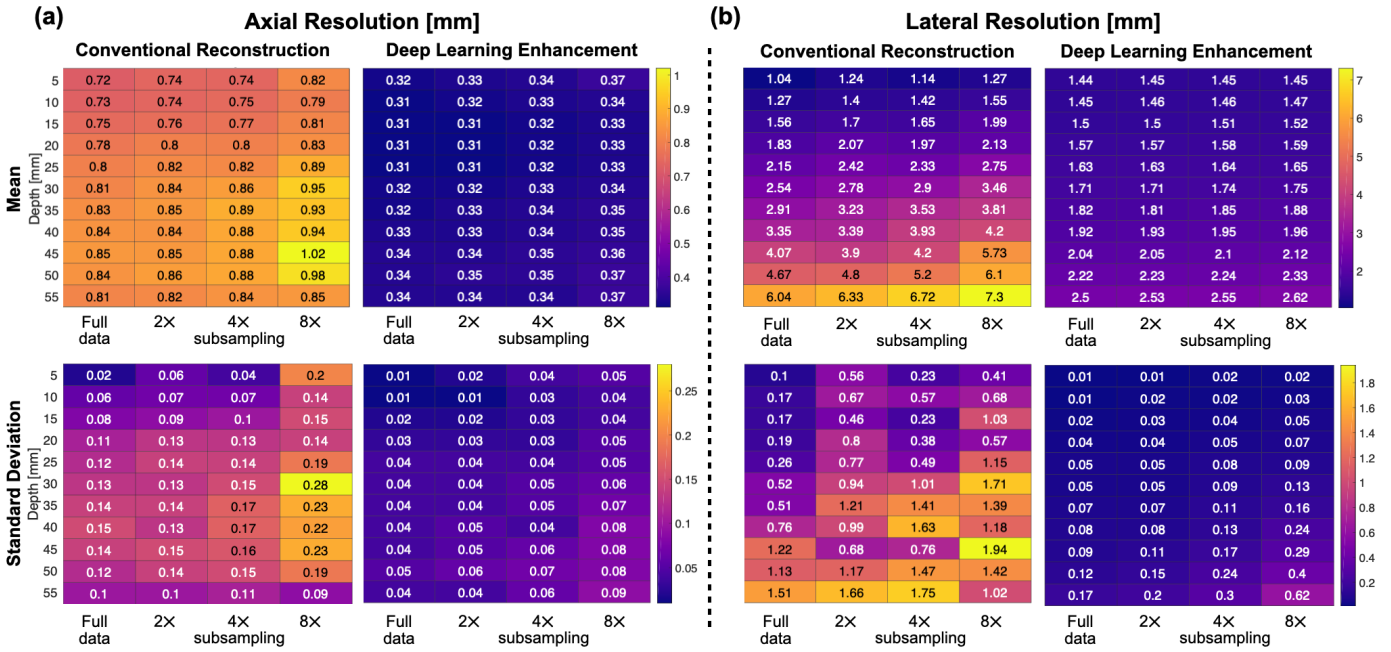 (a) Axial Resolution [mm]
Conventional Reconstruction Deep Learning Enhancement
Mean
Depth [mm]
5 0.72 0.74 0.74 0.82 0.32 0.33 0.34 0.37 1
10 0.73 0.74 0.75 0.79 0.31 0.32 0.33 0.34 0.9
15 0.75 0.76 0.77 0.81 0.31 0.31 0.32 0.33
20 0.78 0.8 0.8 0.83 0.31 0.31 0.32 0.33 0.8
25 0.8 0.82 0.82 0.89 0.31 0.31 0.32 0.33
30 0.81 0.84 0.86 0.95 0.32 0.32 0.33 0.34 0.7
35 0.83 0.85 0.89 0.93 0.32 0.33 0.34 0.35
40 0.84 0.84 0.88 0.94 0.33 0.33 0.34 0.35 0.6
45 0.85 0.85 0.88 1.02 0.34 0.34 0.35 0.36 0.5
50 0.84 0.86 0.88 0.98 0.34 0.35 0.35 0.37 0.4
55 0.81 0.82 0.84 0.85 0.34 0.34 0.34 0.37
Full 2× 4× 8× Full 2× 4× 8×
data subsampling data subsampling
Standard Deviation
Depth [mm]
5 0.02 0.06 0.04 0.2 0.01 0.02 0.04 0.05
10 0.06 0.07 0.07 0.14 0.01 0.01 0.03 0.04 0.25
15 0.08 0.09 0.1 0.15 0.02 0.02 0.03 0.04
20 0.11 0.13 0.13 0.14 0.03 0.03 0.03 0.05 0.2
25 0.12 0.14 0.14 0.19 0.04 0.04 0.04 0.05
30 0.13 0.13 0.15 0.28 0.04 0.04 0.05 0.06 0.15
35 0.14 0.14 0.17 0.23 0.04 0.04 0.05 0.07
40 0.15 0.13 0.17 0.22 0.04 0.05 0.04 0.08 0.1
45 0.14 0.15 0.16 0.23 0.04 0.05 0.06 0.08
50 0.12 0.14 0.15 0.19 0.05 0.06 0.07 0.08 0.05
55 0.1 0.1 0.11 0.09 0.04 0.04 0.06 0.09
Full 2× 4× 8× Full 2× 4× 8×
data subsampling data subsampling
(b) Lateral Resolution [mm]
Conventional Reconstruction Deep Learning Enhancement
1.04 1.24 1.14 1.27 1.44 1.45 1.45 1.45 7
1.27 1.4 1.42 1.55 1.45 1.46 1.46 1.47
1.56 1.7 1.65 1.99 1.5 1.5 1.51 1.52 6
1.83 2.07 1.97 2.13 1.57 1.57 1.58 1.59
2.15 2.42 2.33 2.75 1.63 1.63 1.64 1.65 5
2.54 2.78 2.9 3.46 1.71 1.71 1.74 1.75
2.91 3.23 3.53 3.81 1.82 1.81 1.85 1.88 4
3.35 3.39 3.93 4.2 1.92 1.93 1.95 1.96 3
4.07 3.9 4.2 5.73 2.04 2.05 2.1 2.12
4.67 4.8 5.2 6.1 2.22 2.23 2.24 2.33 2
6.04 6.33 6.72 7.3 2.5 2.53 2.55 2.62
Full 2× 4× 8× Full 2× 4× 8×
data subsampling data subsampling
0.1 0.56 0.23 0.41 0.01 0.01 0.02 0.02 1.8
0.17 0.67 0.57 0.68 0.01 0.02 0.02 0.03 1.6
0.17 0.46 0.23 1.03 0.02 0.03 0.04 0.05 1.4
0.19 0.8 0.38 0.57 0.04 0.04 0.05 0.07
0.26 0.77 0.49 1.15 0.05 0.05 0.08 0.09 1.2
0.52 0.94 1.01 1.71 0.05 0.05 0.09 0.13 1
0.51 1.21 1.41 1.39 0.07 0.07 0.11 0.16 0.8
0.76 0.99 1.63 1.18 0.08 0.08 0.13 0.24
1.22 0.68 0.76 1.94 0.09 0.11 0.17 0.29 0.6
1.13 1.17 1.47 1.42 0.12 0.15 0.24 0.4 0.4
1.51 1.66 1.75 1.02 0.17 0.2 0.3 0.62 0.2
Full 2× 4× 8× Full 2× 4× 8×
data subsampling data subsampling